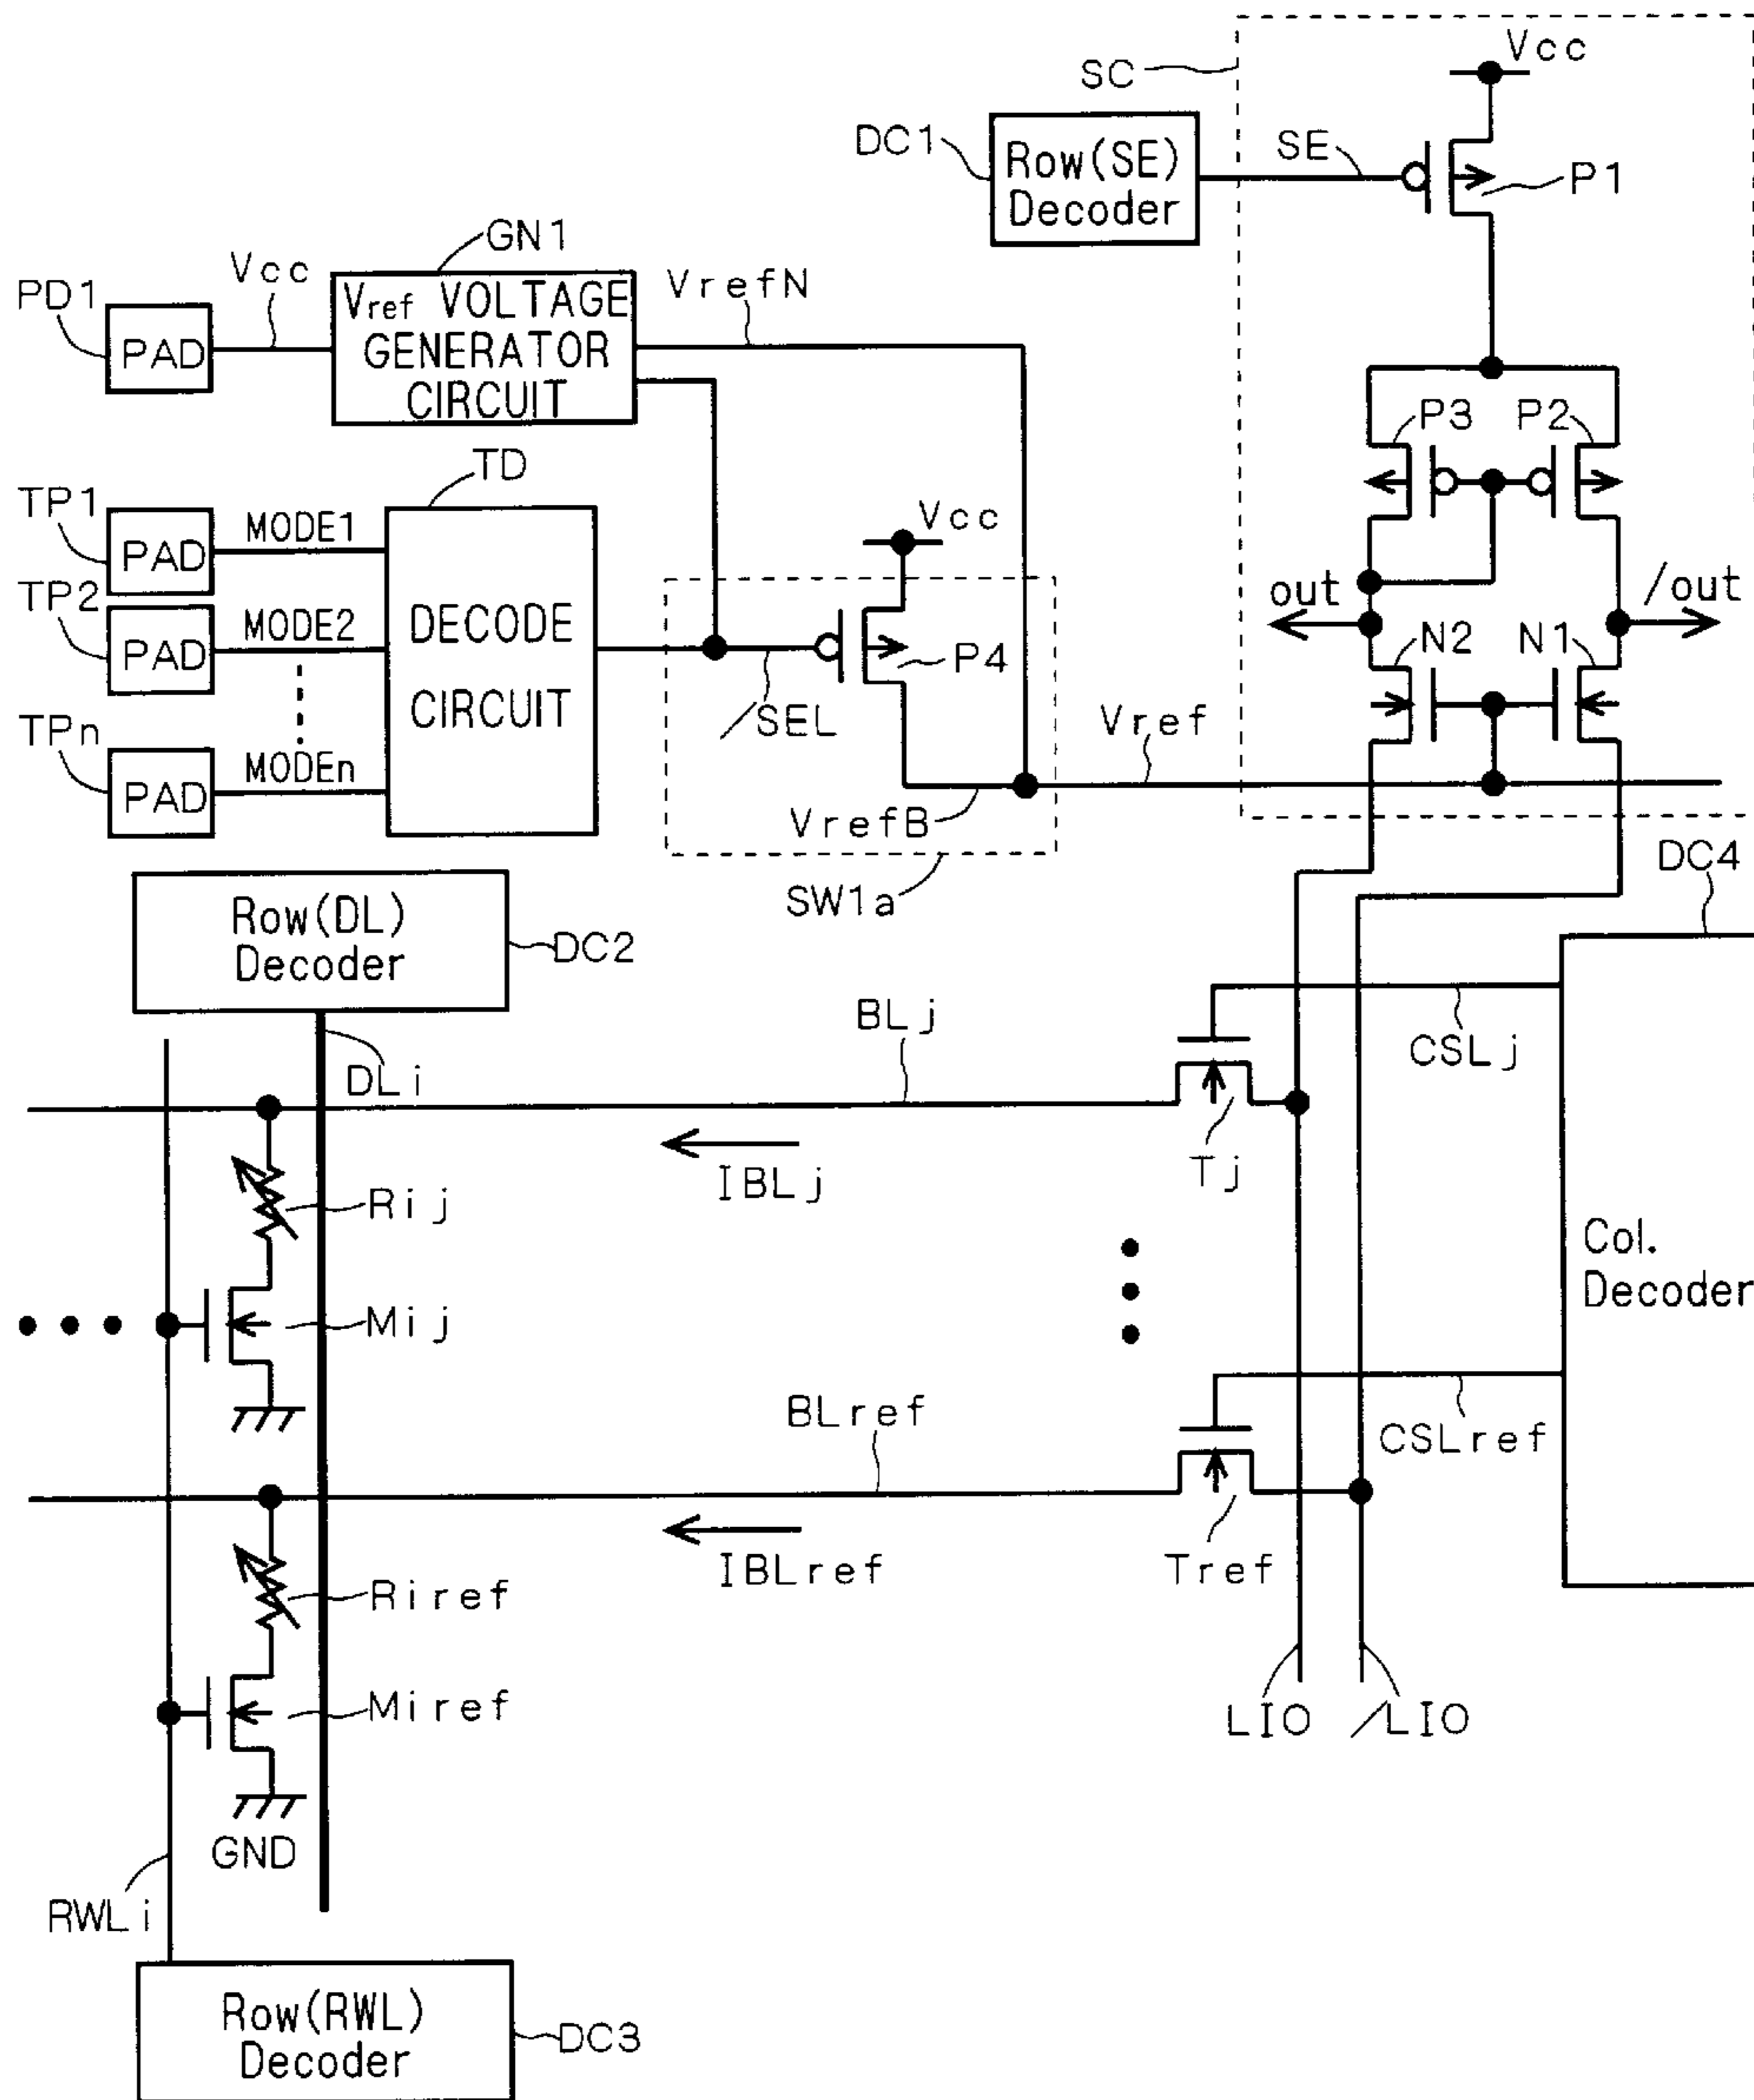 SC
Vcc
DC1
Row(SE)
Decoder
SE
P1
GN1
Vcc
PD1
PAD
Vref VOLTAGE
GENERATOR
CIRCUIT
VrefN
P3
P2
TD
TP1
PAD
MODE1
Vcc
TP2
PAD
MODE2
DECODE
CIRCUIT
out
/out
N2
N1
P4
/SEL
Vref
TPn
PAD
MODEn
VrefB
SW1a
DC4
Row(DL)
Decoder
DC2
BLj
CSLj
DLi
IBLj
Tj
Rij
Col.
Decoder
Mij
BLref
CSLref
IBLref
Tref
Riref
Miref
LIO
/LIO
GND
RWLi
Row(RWL)
Decoder
DC3